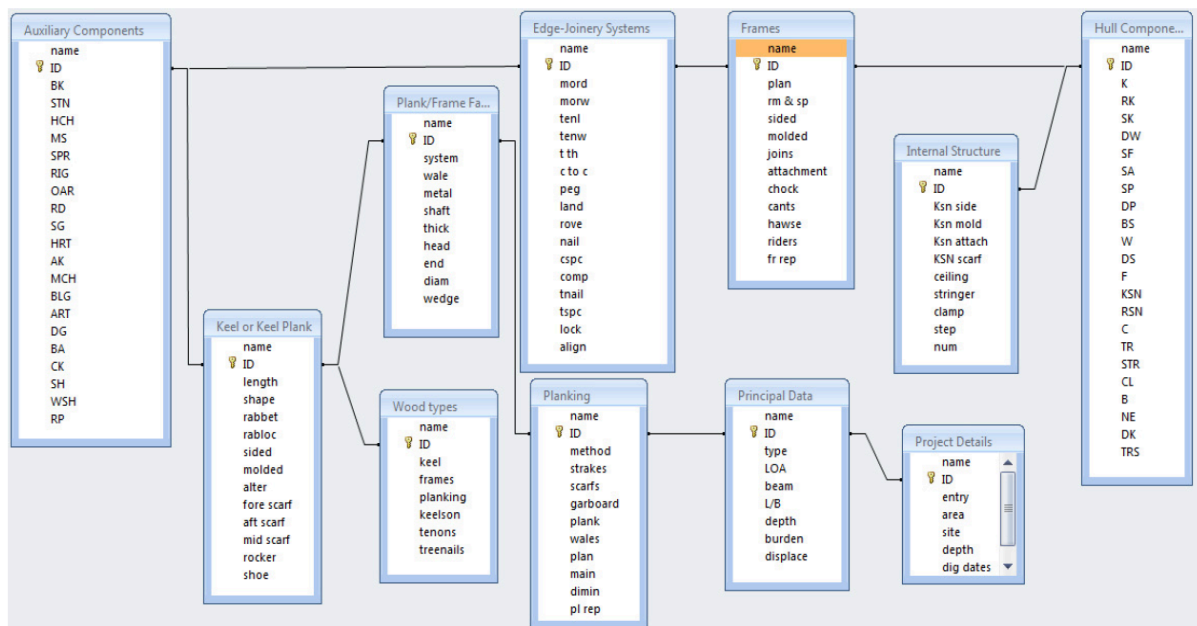 Auxiliary Components
name
ID
BK
STN
HCH
MS
SPR
RIG
OAR
RD
SG
HRT
AK
MCH
BLG
ART
DG
BA
CK
SH
WSH
RP
Keel or Keel Plank
name
ID
length
shape
rabbet
rabloc
sided
molded
alter
fore scarf
aft scarf
mid scarf
rocker
shoe
Plank/Frame Fa...
name
ID
system
wale
metal
shaft
thick
head
end
diam
wedge
Wood types
name
ID
keel
frames
planking
keelson
tenons
treenails
Edge-Joinery Systems
name
ID
mord
morw
tenl
tenw
t th
c to c
peg
land
rove
nail
cspc
comp
tnail
tspc
lock
align
Planking
name
ID
method
strakes
scarfs
garboard
plank
wales
plan
main
dimin
pl rep
Frames
name
ID
plan
rm & sp
sided
molded
joins
attachment
chock
cants
hawse
riders
fr rep
Principal Data
name
ID
type
LOA
beam
L/B
depth
burden
displace
Internal Structure
name
ID
Ksn side
Ksn mold
Ksn attach
KSN scarf
ceiling
stringer
clamp
step
num
Project Details
name
ID
entry
area
site
depth
dig dates
Hull Compone...
name
ID
K
RK
SK
DW
SF
SA
SP
DP
BS
W
DS
F
KSN
RSN
C
TR
STR
CL
B
NE
DK
TRS